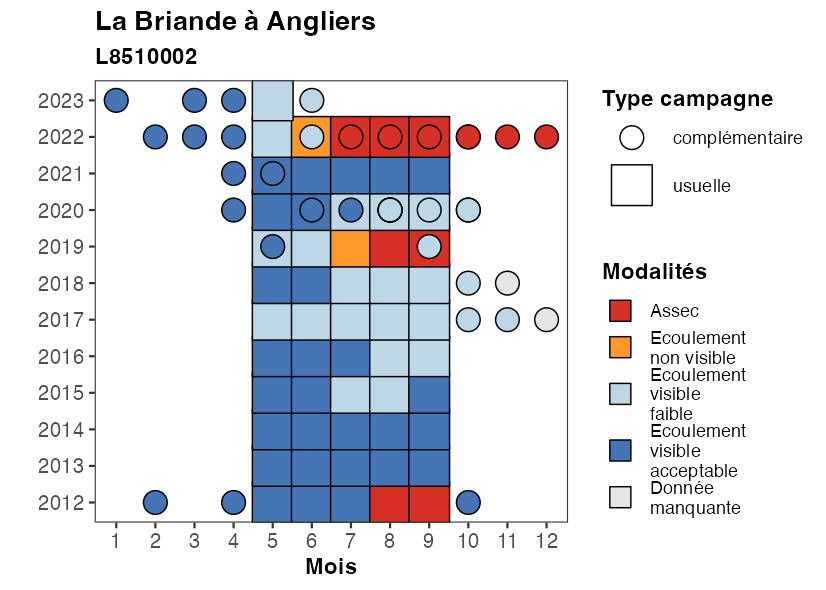 La Briande à Angliers
L8510002
2023
2022
2021
2020
2019
2018
2017
2016
2015
2014
2013
2012
1 2 3 4 5 6 7 8 9 10 11 12
Mois
Type campagne
complémentaire
usuelle
Modalités
Assec
Ecoulement
non visible
Ecoulement
visible
faible
Ecoulement
visible
acceptable
Donnée
manquante